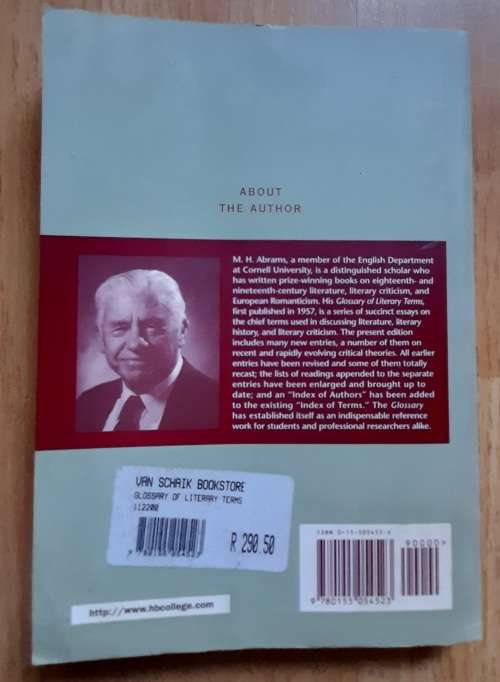 ABOUT
THE AUTHOR
M. H. Abrams, a member of the English Department
at Cornell University, is a distinguished scholar who
has written prize-winning books on eighteenth- and
nineteenth-century literature, literary criticism, and
European Romanticism. His Glossary of Literary Terms,
first published in 1957, is a series of succinct essays on
the chief terms used in discussing literature, literary
history, and literary criticism. The present edition
includes many new entries, a number of them on
recent and rapidly evolving critical theories. All earlier
entries have been revised and some of them totally
recast; the lists of readings appended to the separate
entries have been enlarged and brought up to
date; and an "Index of Authors" has been added
to the existing "Index of Terms." The Glossary
has established itself as an indispensable reference
work for students and professional researchers alike.
VAN SCHAIK BOOKSTORE
GLOSSARY OF LITERARY TERMS
112200
R 290.50
9780155054523
ISBN 0-15-505452-X
90000>
9 780155 054523
http://www.hbcollege.com